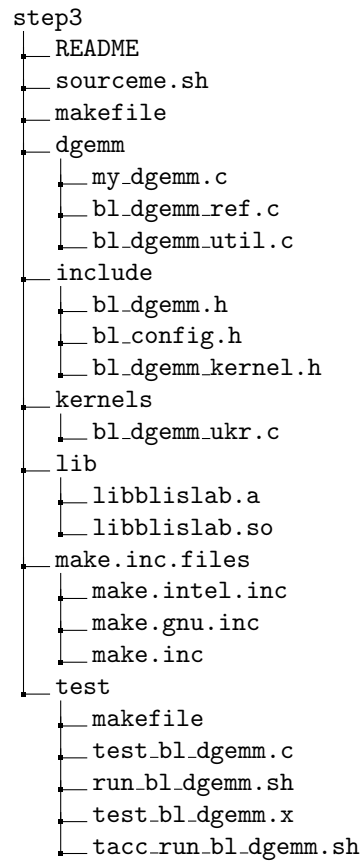 step3
README
sourceme.sh
makefile
dgemm
my_dgemm.c
bl_dgemm_ref.c
bl_dgemm_util.c
include
bl_dgemm.h
bl_config.h
bl_dgemm_kernel.h
kernels
bl_dgemm_ukr.c
lib
libblislab.a
libblislab.so
make.inc.files
make.intel.inc
make.gnu.inc
make.inc
test
makefile
test_bl_dgemm.c
run_bl_dgemm.sh
test_bl_dgemm.x
tacc_run_bl_dgemm.sh